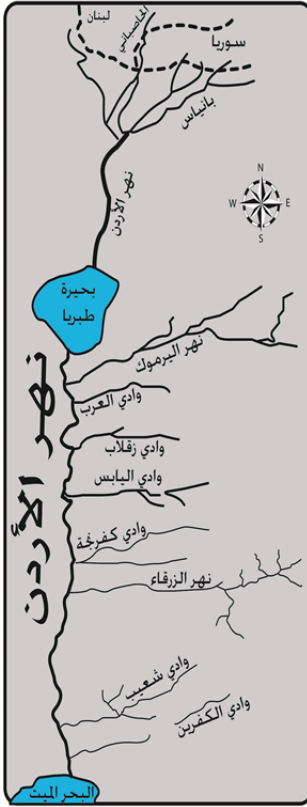 لبنان
الحاصباني
سوريا
بانياس
نهر الأردن
N
W
E
S
بحيرة
طبريا
نهر اليرموك
وادي العرب
نهر الأردن
وادي زقلاب
وادي اليابس
وادي كفرنجة
نهر الزرقاء
وادي شعيب
وادي الكفرين
البحر الميت